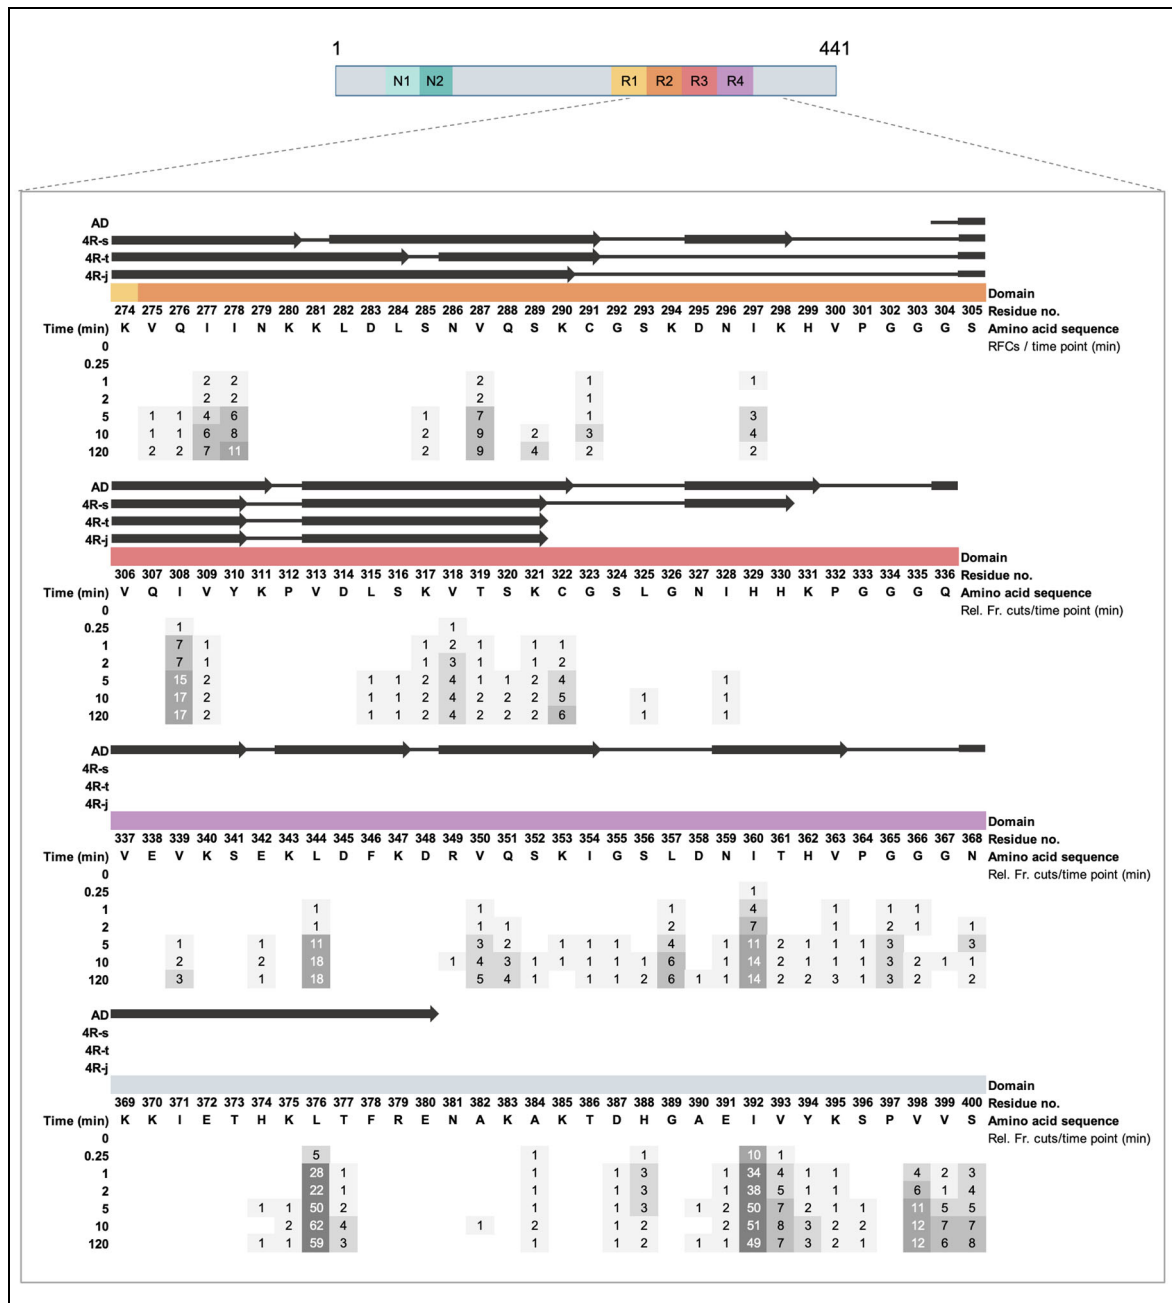 1 441
N1 N2 R1 R2 R3 R4
AD
4R-s
4R-t
4R-j
Domain
274 275 276 277 278 279 280 281 282 283 284 285 286 287 288 289 290 291 292 293 294 295 296 297 298 299 300 301 302 303 304 305 Residue no.
Time (min) K V Q I I N K K L D L S N V Q S K C G S K D N I K H V P G G G S Amino acid sequence
0 RFCs / time point (min)
0.25
1 2 2 2 1 1
2 2 2 2 1
5 1 1 4 6 1 7 1 3
10 1 1 6 8 2 9 2 3 4
120 2 2 7 11 2 9 4 2 2
AD
4R-s
4R-t
4R-j
Domain
306 307 308 309 310 311 312 313 314 315 316 317 318 319 320 321 322 323 324 325 326 327 328 329 330 331 332 333 334 335 336 Residue no.
Time (min) V Q I V Y K P V D L S K V T S K C G S L G N I H H K P G G G Q Amino acid sequence
0 Rel. Fr. cuts/time point (min)
0.25 1 1
1 7 1 1 2 1 1 1
2 7 1 1 3 1 1 2
5 15 2 1 1 2 4 1 1 2 4 1
10 17 2 1 1 2 4 2 2 2 5 1 1
120 17 2 1 1 2 4 2 2 2 6 1 1
AD
4R-s
4R-t
4R-j
Domain
337 338 339 340 341 342 343 344 345 346 347 348 349 350 351 352 353 354 355 356 357 358 359 360 361 362 363 364 365 366 367 368 Residue no.
Time (min) V E V K S E K L D F K D R V Q S K I G S L D N I T H V P G G G N Amino acid sequence
0 Rel. Fr. cuts/time point (min)
0.25 1
1 1 1 1 4 1 1 1
2 1 1 1 2 7 1 2 1 1
5 1 1 11 3 2 1 1 1 4 1 11 2 1 1 1 3 3
10 2 2 18 1 4 3 1 1 1 1 1 6 1 14 2 1 1 1 3 2 1 1
120 3 1 18 5 4 1 1 1 1 2 6 1 1 14 2 2 3 1 3 2 2
AD
4R-s
4R-t
4R-j
Domain
369 370 371 372 373 374 375 376 377 378 379 380 381 382 383 384 385 386 387 388 389 390 391 392 393 394 395 396 397 398 399 400 Residue no.
Time (min) K K I E T H K L T F R E N A K A K T D H G A E I V Y K S P V V S Amino acid sequence
0 Rel. Fr. cuts/time point (min)
0.25 5 1 1 10 1
1 28 1 1 1 3 1 34 4 1 1 4 2 3
2 22 1 1 1 3 1 38 5 1 1 6 1 4
5 1 1 50 2 1 1 3 1 2 50 7 2 1 1 11 5 5
10 2 62 4 1 2 1 2 2 51 8 3 2 2 12 7 7
120 1 1 59 3 1 1 2 1 1 49 7 3 2 1 12 6 8